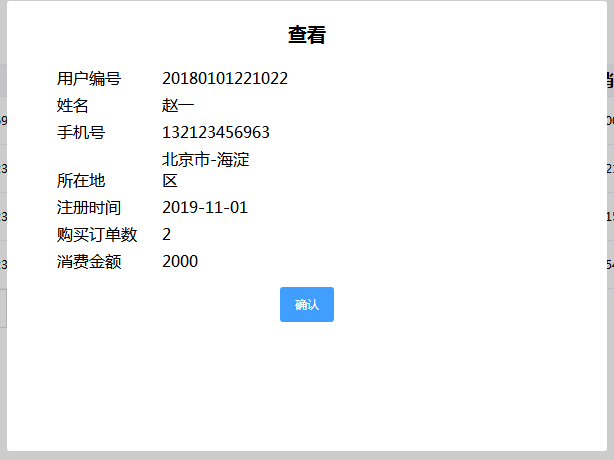 查看
用户编号 20180101221022
姓名 赵一
手机号 132123456963
所在地 北京市-海淀
区
注册时间 2019-11-01
购买订单数 2
消费金额 2000
确认